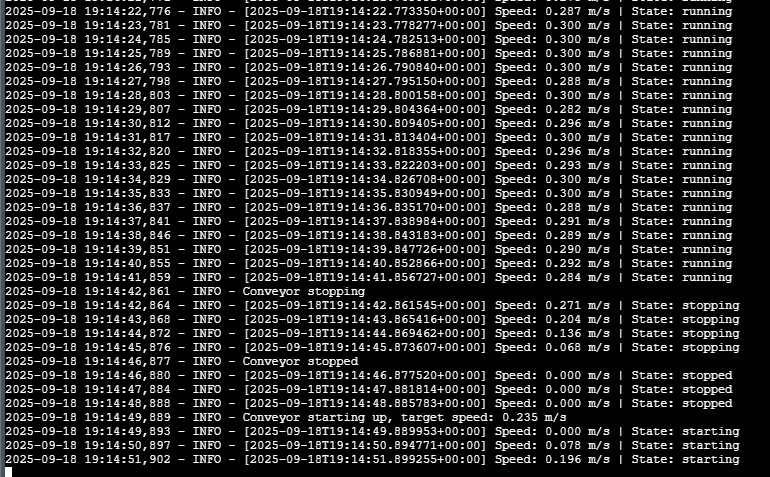 2025-09-18 19:14:22,776 - INFO - [2025-09-18T19:14:22.773350+00:00] Speed: 0.287 m/s | State: running
2025-09-18 19:14:23,781 - INFO - [2025-09-18T19:14:23.778277+00:00] Speed: 0.300 m/s | State: running
2025-09-18 19:14:24,785 - INFO - [2025-09-18T19:14:24.782513+00:00] Speed: 0.300 m/s | State: running
2025-09-18 19:14:25,789 - INFO - [2025-09-18T19:14:25.786881+00:00] Speed: 0.300 m/s | State: running
2025-09-18 19:14:26,793 - INFO - [2025-09-18T19:14:26.790840+00:00] Speed: 0.300 m/s | State: running
2025-09-18 19:14:27,798 - INFO - [2025-09-18T19:14:27.795150+00:00] Speed: 0.288 m/s | State: running
2025-09-18 19:14:28,803 - INFO - [2025-09-18T19:14:28.800158+00:00] Speed: 0.300 m/s | State: running
2025-09-18 19:14:29,807 - INFO - [2025-09-18T19:14:29.804364+00:00] Speed: 0.282 m/s | State: running
2025-09-18 19:14:30,812 - INFO - [2025-09-18T19:14:30.809405+00:00] Speed: 0.296 m/s | State: running
2025-09-18 19:14:31,817 - INFO - [2025-09-18T19:14:31.813404+00:00] Speed: 0.300 m/s | State: running
2025-09-18 19:14:32,820 - INFO - [2025-09-18T19:14:32.818355+00:00] Speed: 0.296 m/s | State: running
2025-09-18 19:14:33,825 - INFO - [2025-09-18T19:14:33.822203+00:00] Speed: 0.293 m/s | State: running
2025-09-18 19:14:34,829 - INFO - [2025-09-18T19:14:34.826708+00:00] Speed: 0.300 m/s | State: running
2025-09-18 19:14:35,833 - INFO - [2025-09-18T19:14:35.830949+00:00] Speed: 0.300 m/s | State: running
2025-09-18 19:14:36,837 - INFO - [2025-09-18T19:14:36.835170+00:00] Speed: 0.288 m/s | State: running
2025-09-18 19:14:37,841 - INFO - [2025-09-18T19:14:37.838984+00:00] Speed: 0.291 m/s | State: running
2025-09-18 19:14:38,846 - INFO - [2025-09-18T19:14:38.843183+00:00] Speed: 0.289 m/s | State: running
2025-09-18 19:14:39,851 - INFO - [2025-09-18T19:14:39.847726+00:00] Speed: 0.290 m/s | State: running
2025-09-18 19:14:40,855 - INFO - [2025-09-18T19:14:40.852866+00:00] Speed: 0.292 m/s | State: running
2025-09-18 19:14:41,859 - INFO - [2025-09-18T19:14:41.856727+00:00] Speed: 0.284 m/s | State: running
2025-09-18 19:14:42,861 - INFO - Conveyor stopping
2025-09-18 19:14:42,864 - INFO - [2025-09-18T19:14:42.861545+00:00] Speed: 0.271 m/s | State: stopping
2025-09-18 19:14:43,868 - INFO - [2025-09-18T19:14:43.865416+00:00] Speed: 0.204 m/s | State: stopping
2025-09-18 19:14:44,872 - INFO - [2025-09-18T19:14:44.869462+00:00] Speed: 0.136 m/s | State: stopping
2025-09-18 19:14:45,876 - INFO - [2025-09-18T19:14:45.873607+00:00] Speed: 0.068 m/s | State: stopping
2025-09-18 19:14:46,877 - INFO - Conveyor stopped
2025-09-18 19:14:46,880 - INFO - [2025-09-18T19:14:46.877520+00:00] Speed: 0.000 m/s | State: stopped
2025-09-18 19:14:47,884 - INFO - [2025-09-18T19:14:47.881814+00:00] Speed: 0.000 m/s | State: stopped
2025-09-18 19:14:48,888 - INFO - [2025-09-18T19:14:48.885783+00:00] Speed: 0.000 m/s | State: stopped
2025-09-18 19:14:49,889 - INFO - Conveyor starting up, target speed: 0.235 m/s
2025-09-18 19:14:49,893 - INFO - [2025-09-18T19:14:49.889953+00:00] Speed: 0.000 m/s | State: starting
2025-09-18 19:14:50,897 - INFO - [2025-09-18T19:14:50.894771+00:00] Speed: 0.078 m/s | State: starting
2025-09-18 19:14:51,902 - INFO - [2025-09-18T19:14:51.899255+00:00] Speed: 0.196 m/s | State: starting